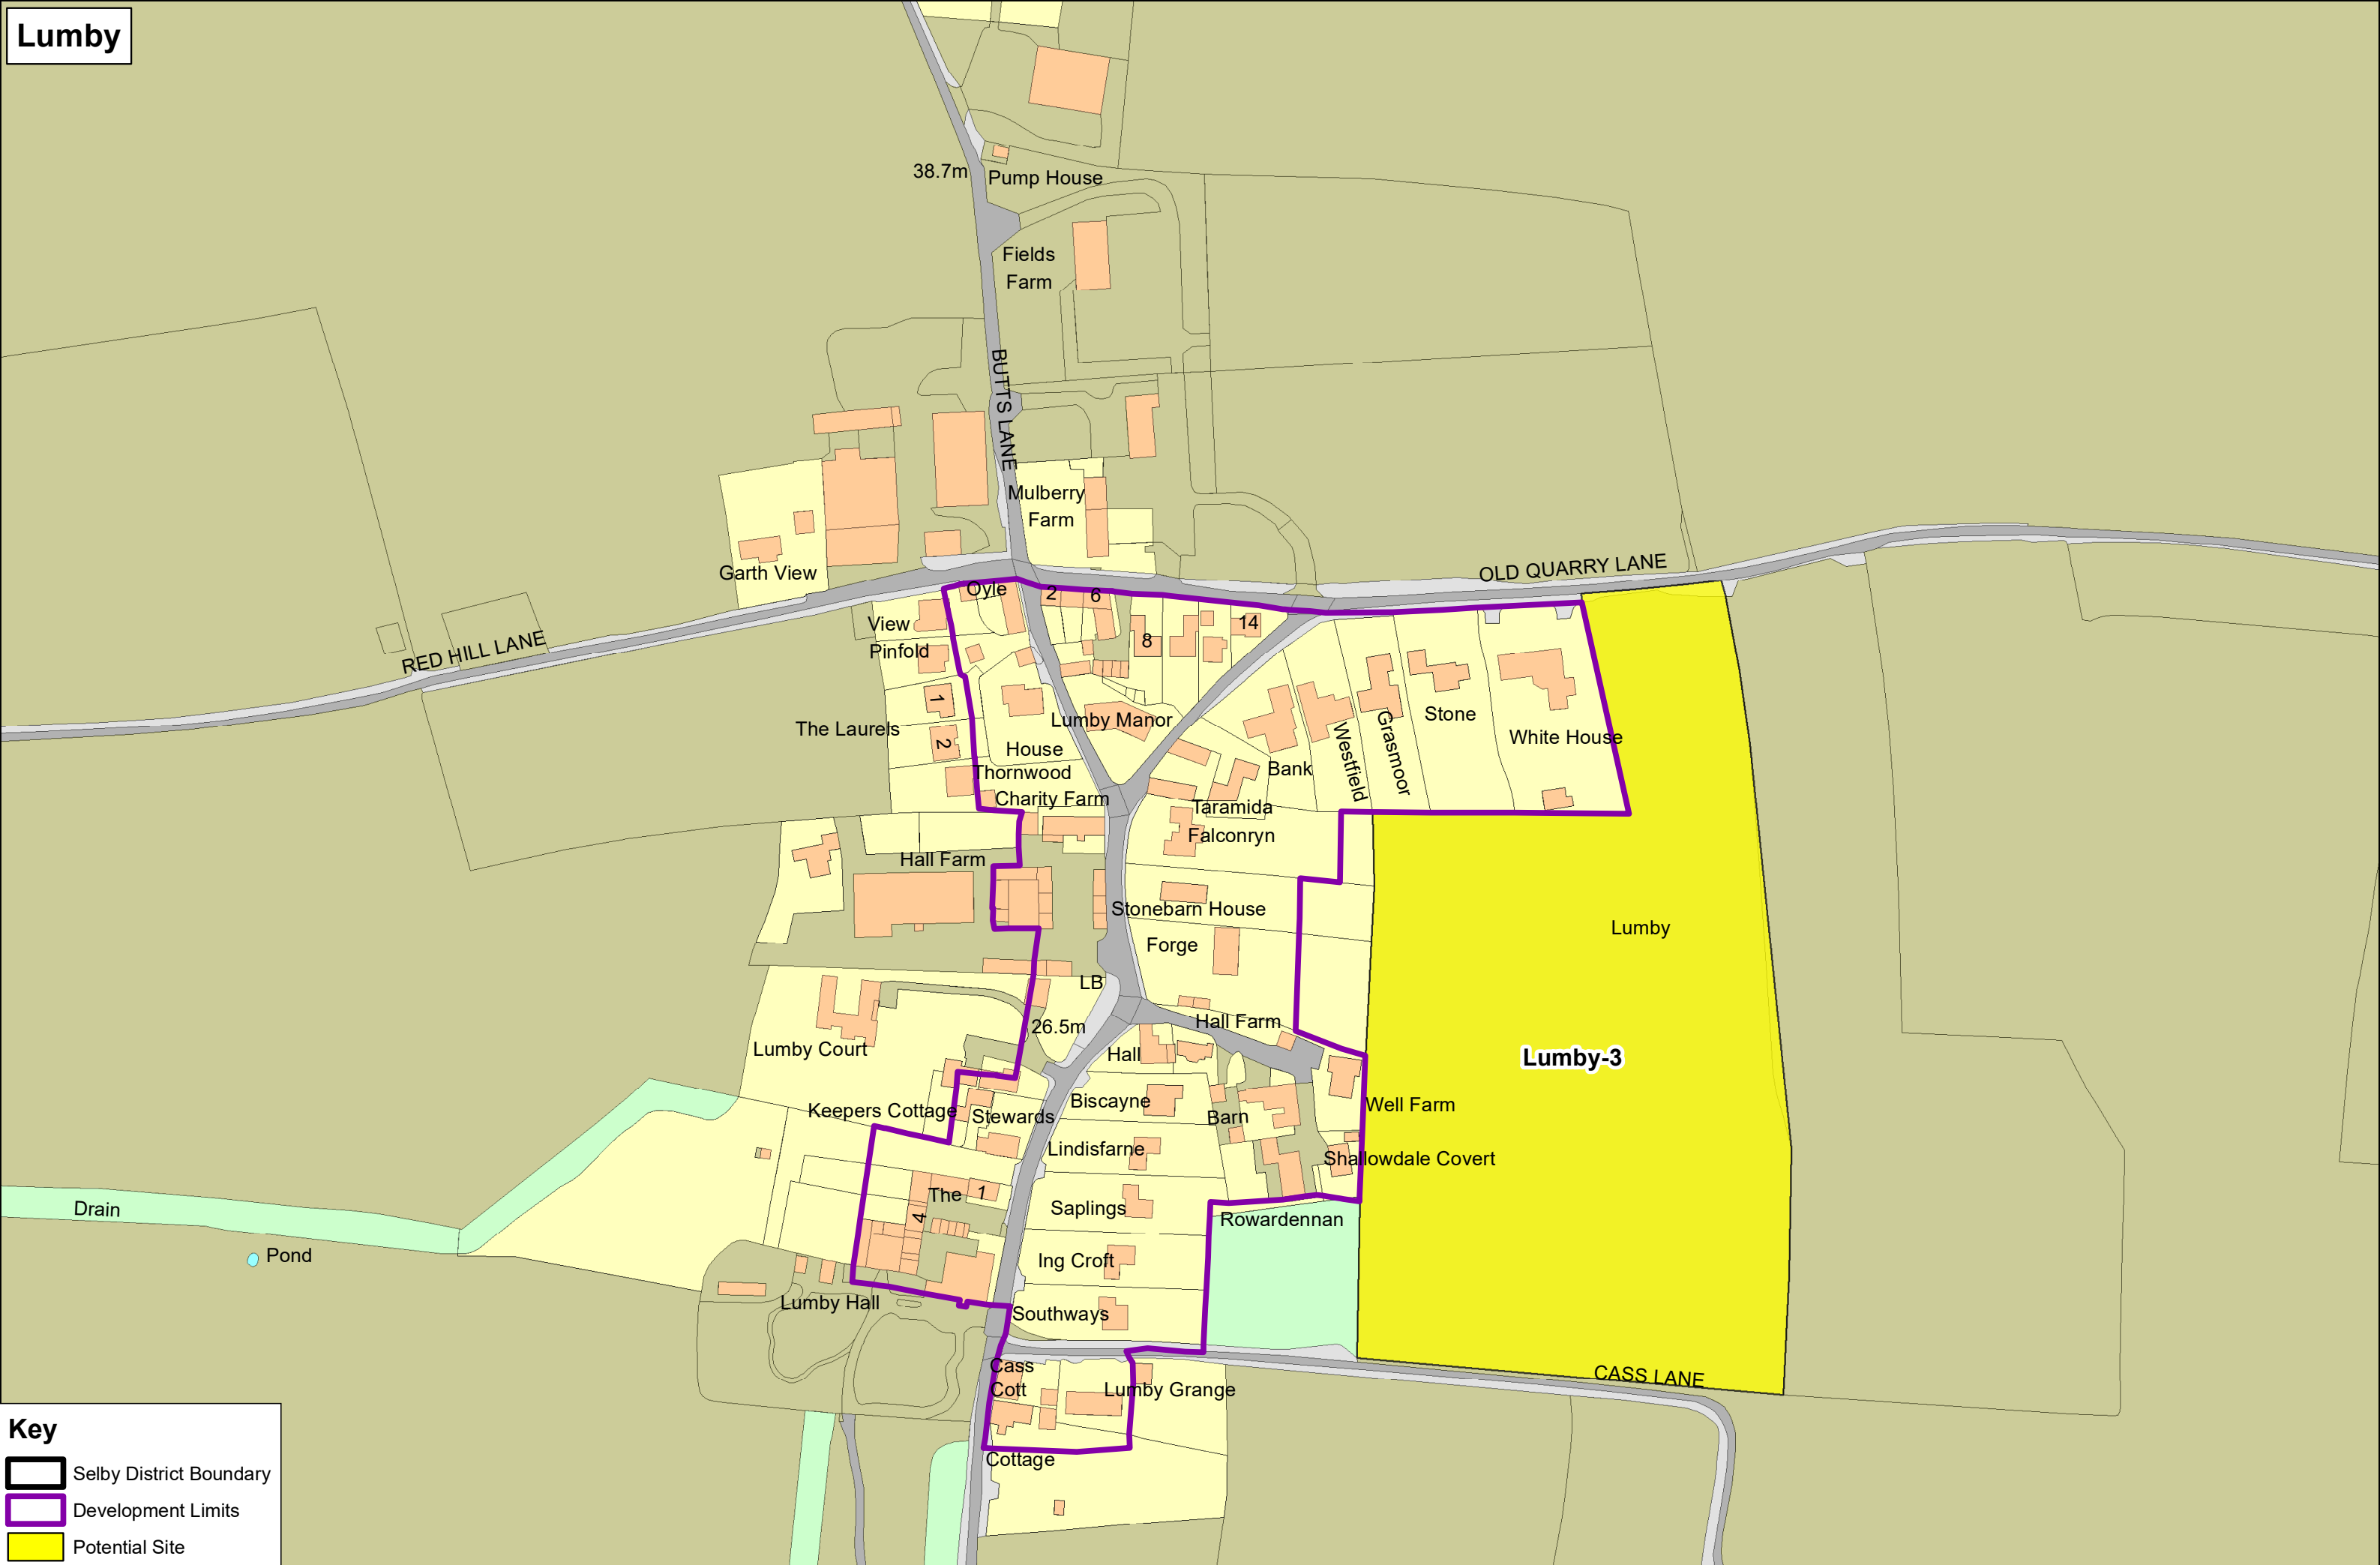 Lumby
38.7m
Pump House
Fields
Farm
BUTTS LANE
Mulberry
Farm
Garth View
OLD QUARRY LANE
RED HILL LANE
Oyle
2
6
View
14
8
Pinfold
1
The Laurels
2
Lumby Manor
House
Thornwood
Charity Farm
Bank
Westfield
Grasmoor
Stone
White House
Taramida
Falconryn
Hall Farm
Stonebarn House
Forge
Lumby
LB
26.5m
Hall Farm
Lumby Court
Hall
Lumby-3
Keepers Cottage
Stewards
Biscayne
Barn
Well Farm
Lindisfarne
Shallowdale Covert
The
1
4
Saplings
Rowardennan
Drain
Pond
Ing Croft
Lumby Hall
Southways
Cass
Cott
Lumby Grange
CASS LANE
Cottage
Key
Selby District Boundary
Development Limits
Potential Site